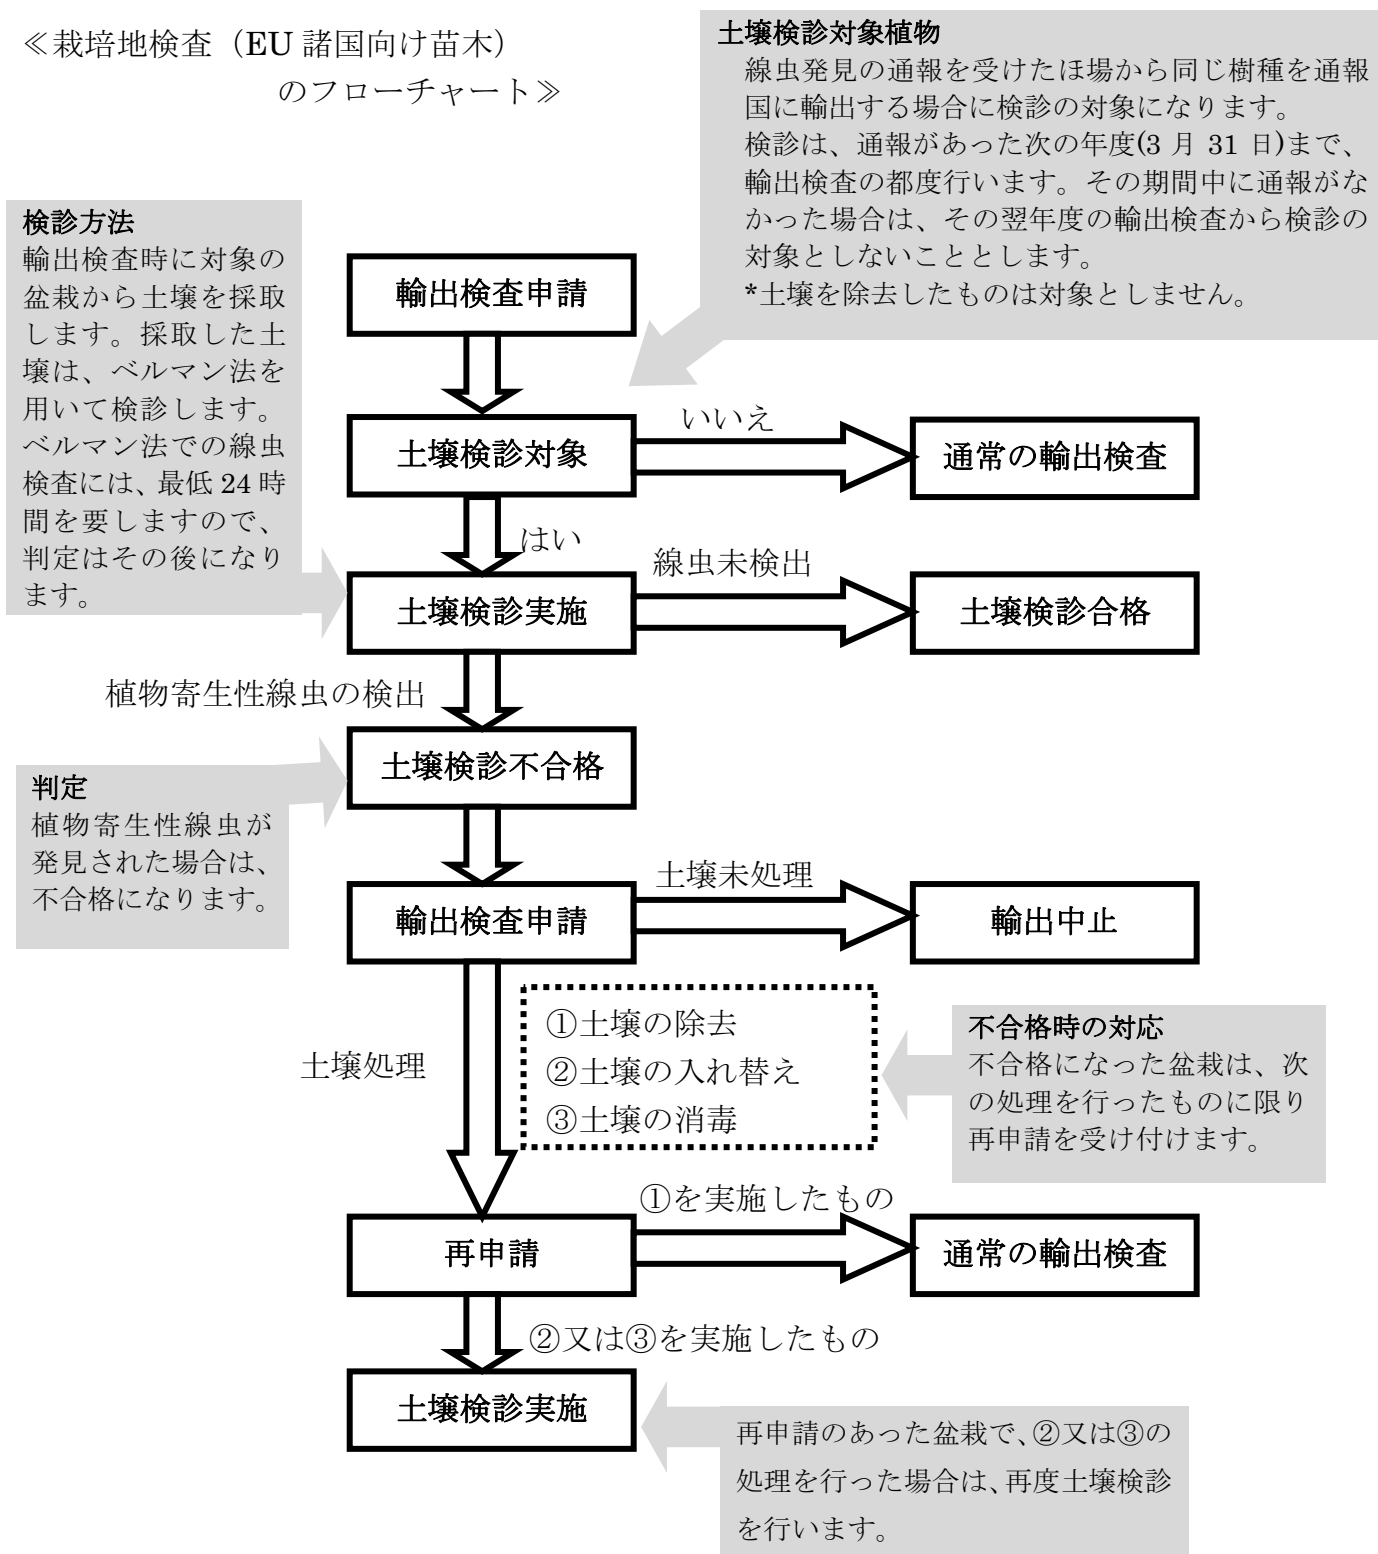 ≪栽培地検査（EU 諸国向け苗木）
のフローチャート≫
土壌検診対象植物
線虫発見の通報を受けたほ場から同じ樹種を通報
国に輸出する場合に検診の対象になります。
検診は、通報があった次の年度(3 月 31 日)まで、
輸出検査の都度行います。その期間中に通報がな
かった場合は、その翌年度の輸出検査から検診の
対象としないこととします。
*土壌を除去したものは対象としません。
検診方法
輸出検査時に対象の
盆栽から土壌を採取
します。採取した土
壌は、ベルマン法を
用いて検診します。
ベルマン法での線虫
検査には、最低 24 時
間を要しますので、
判定はその後になり
ます。
輸出検査申請
土壌検診対象
いいえ
通常の輸出検査
はい
土壌検診実施
線虫未検出
土壌検診合格
植物寄生性線虫の検出
土壌検診不合格
判定
植物寄生性線虫が
発見された場合は、
不合格になります。
輸出検査申請
土壌未処理
輸出中止
土壌処理
①土壌の除去
②土壌の入れ替え
③土壌の消毒
不合格時の対応
不合格になった盆栽は、次
の処理を行ったものに限り
再申請を受け付けます。
再申請
①を実施したもの
通常の輸出検査
②又は③を実施したもの
土壌検診実施
再申請のあった盆栽で、②又は③の
処理を行った場合は、再度土壌検診
を行います。